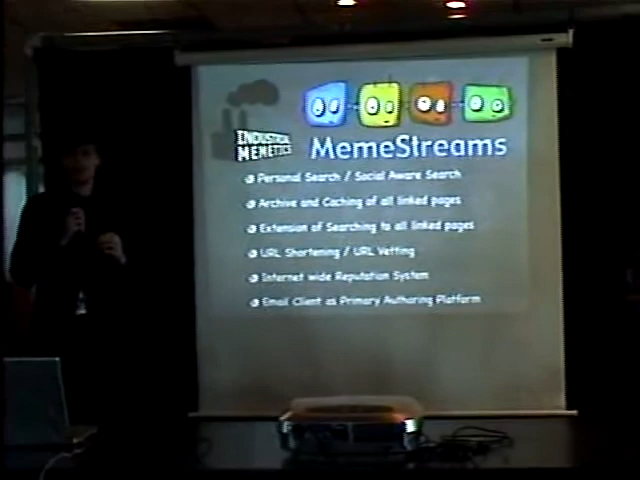 INDUSTRIAL
MEMETICS
MemeStreams
Personal Search / Social Aware Search
Archive and Caching of all linked pages
Extension of Searching to all linked pages
URL Shortening / URL Vetting
Internet wide Reputation System
Email Client as Primary Authoring Platform